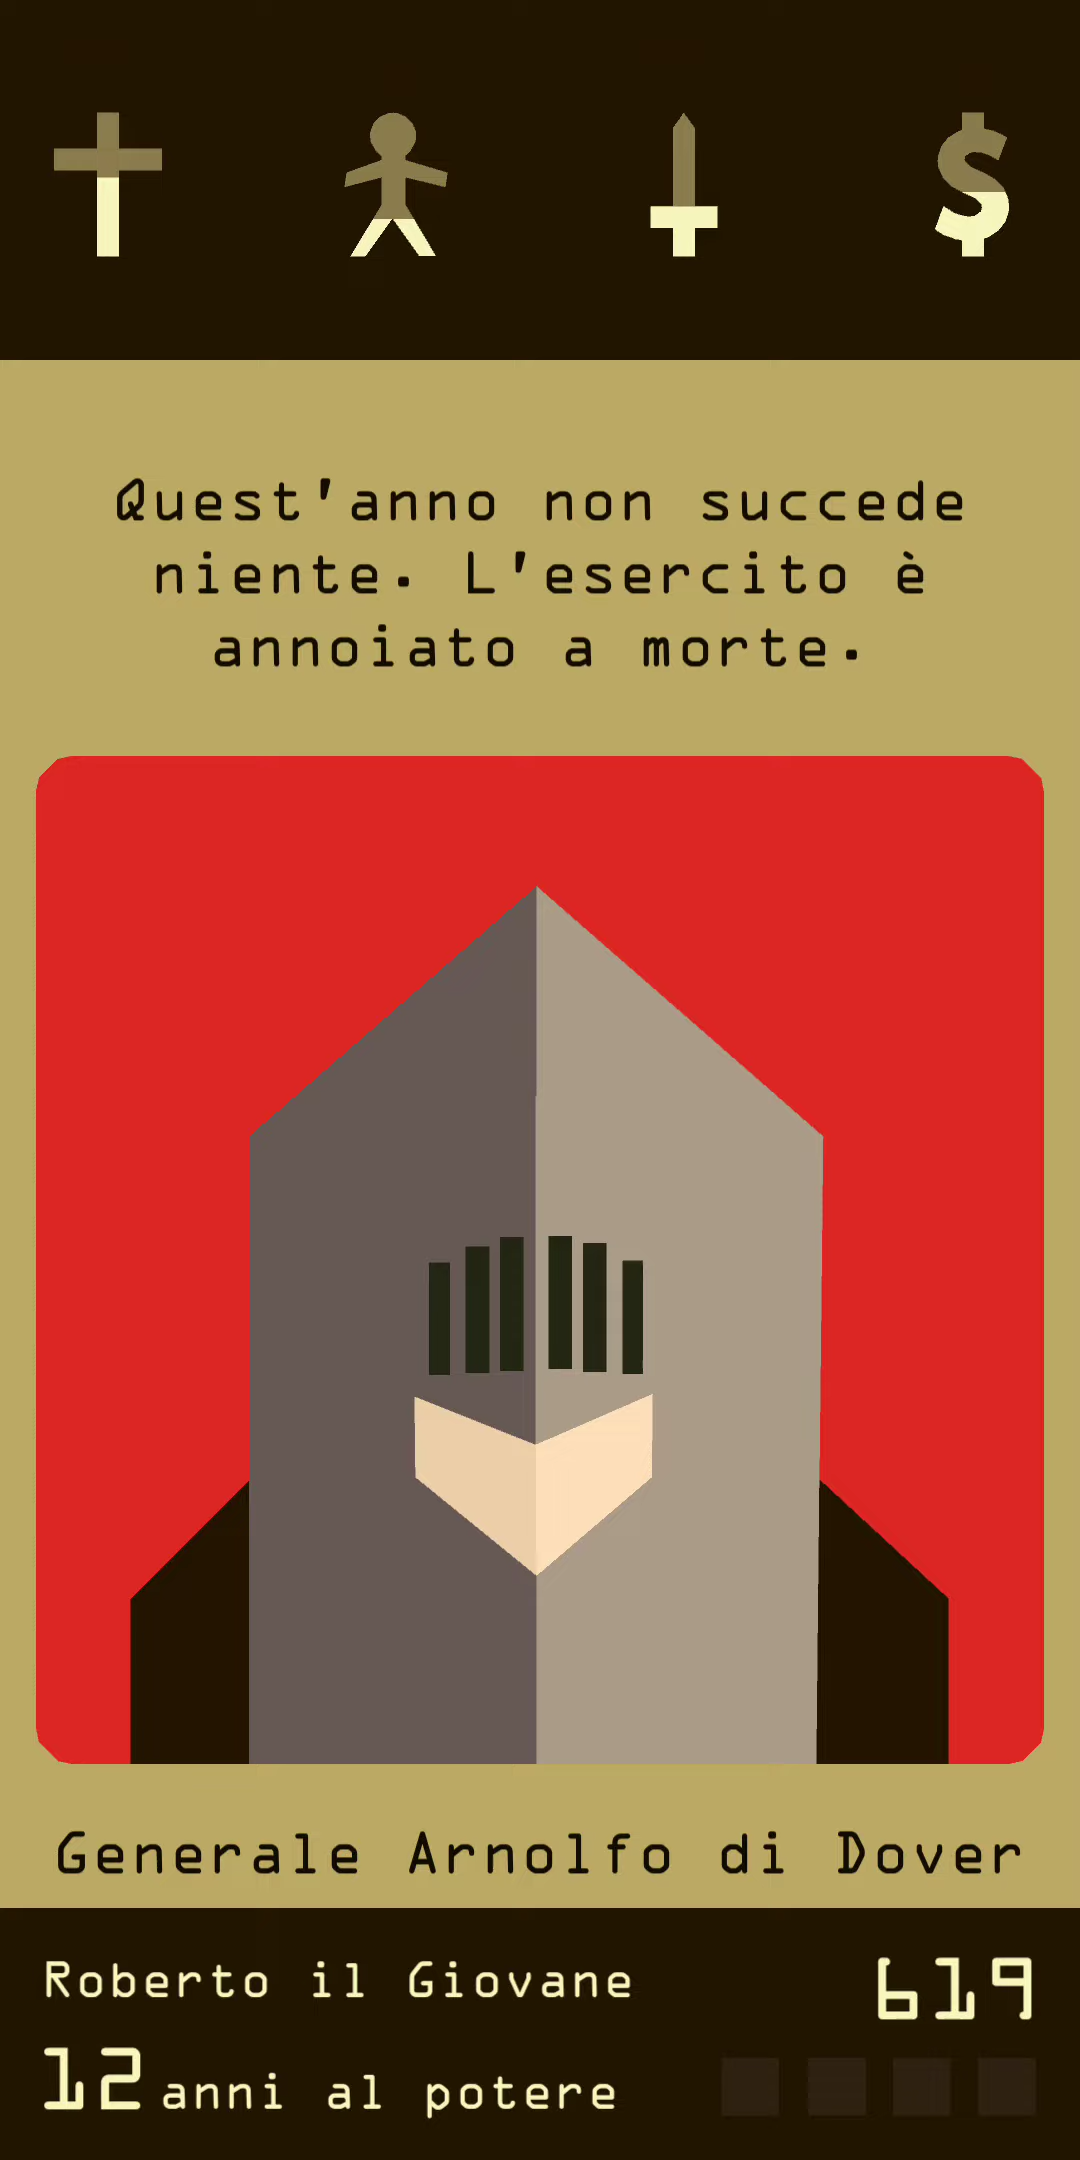 Quest'anno non succede
niente. L'esercito è
annoiato a morte.
Generale Arnolfo di Dover
Roberto il Giovane
619
12 anni al potere